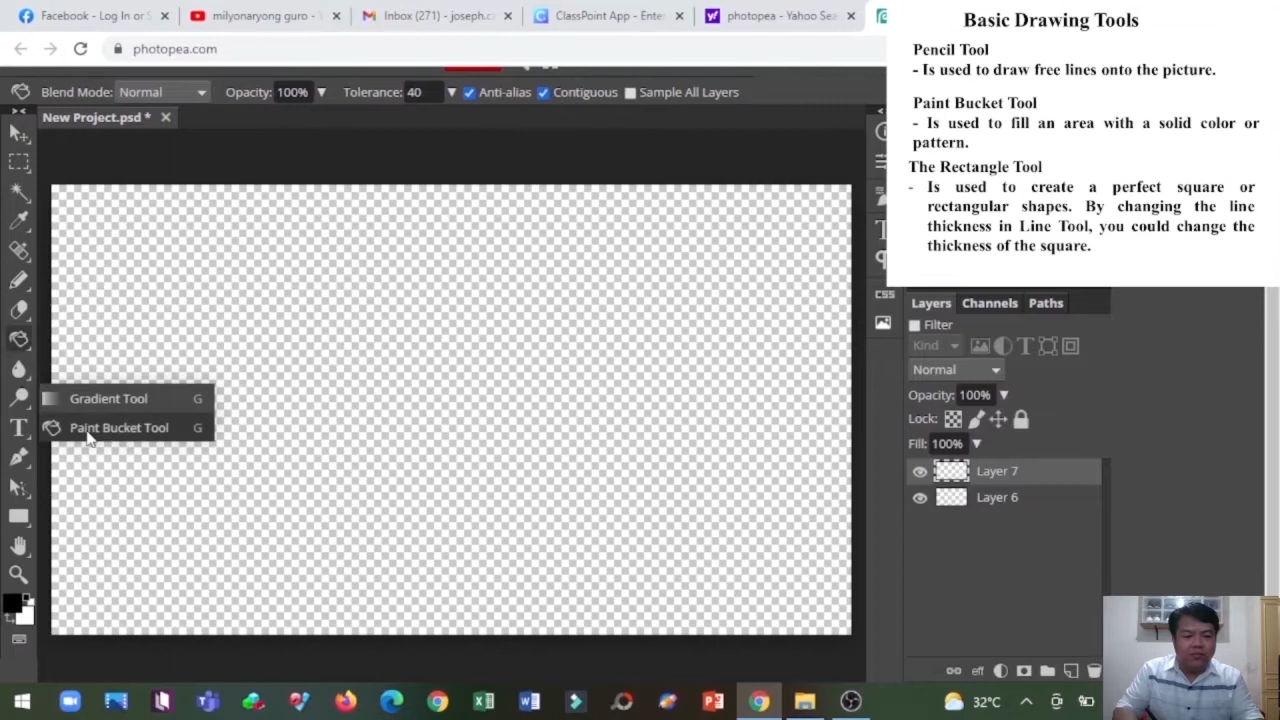 Facebook - Log In or S
milyonaryong guro -
Inbox (271) - joseph.c
ClassPoint App - Enter
photopea - Yahoo Sea
photopea.com
Blend Mode: Normal
Opacity: 100%
Tolerance: 40
Anti-alias
Contiguous
Sample All Layers
New Project.psd *
Gradient Tool G
Paint Bucket Tool G
Basic Drawing Tools
Pencil Tool
- Is used to draw free lines onto the picture.
Paint Bucket Tool
- Is used to fill an area with a solid color or
pattern.
The Rectangle Tool
- Is used to create a perfect square or
rectangular shapes. By changing the line
thickness in Line Tool, you could change the
thickness of the square.
CSS
Layers Channels Paths
Filter
Kind
Normal
Opacity: 100%
Lock:
Fill: 100%
Layer 7
Layer 6
eff
32°C